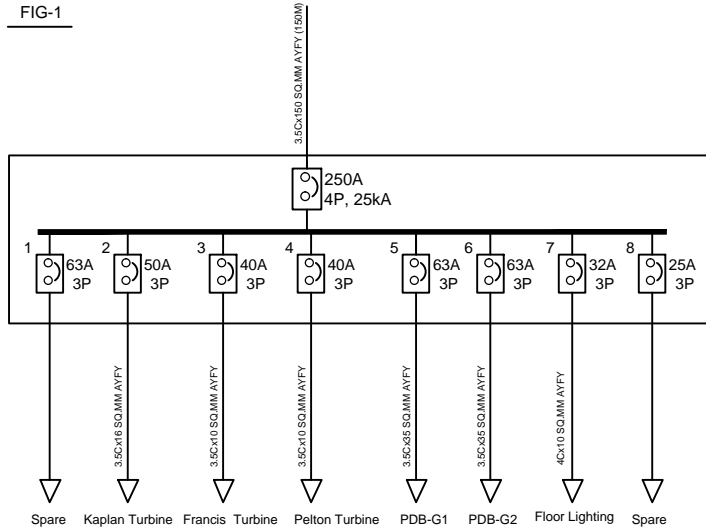 FIG-1
3.5Cx150 SQ.MM AYFY (150M)
250A
4P, 25kA
1
63A
3P
2
50A
3P
3
40A
3P
4
40A
3P
5
63A
3P
6
63A
3P
7
32A
3P
8
25A
3P
3.5Cx16 SQ.MM AYFY
3.5Cx10 SQ.MM AYFY
3.5Cx10 SQ.MM AYFY
3.5Cx35 SQ.MM AYFY
3.5Cx35 SQ.MM AYFY
4Cx10 SQ.MM AYFY
Spare
Kaplan Turbine
Francis Turbine
Pelton Turbine
PDB-G1
PDB-G2
Floor Lighting
Spare